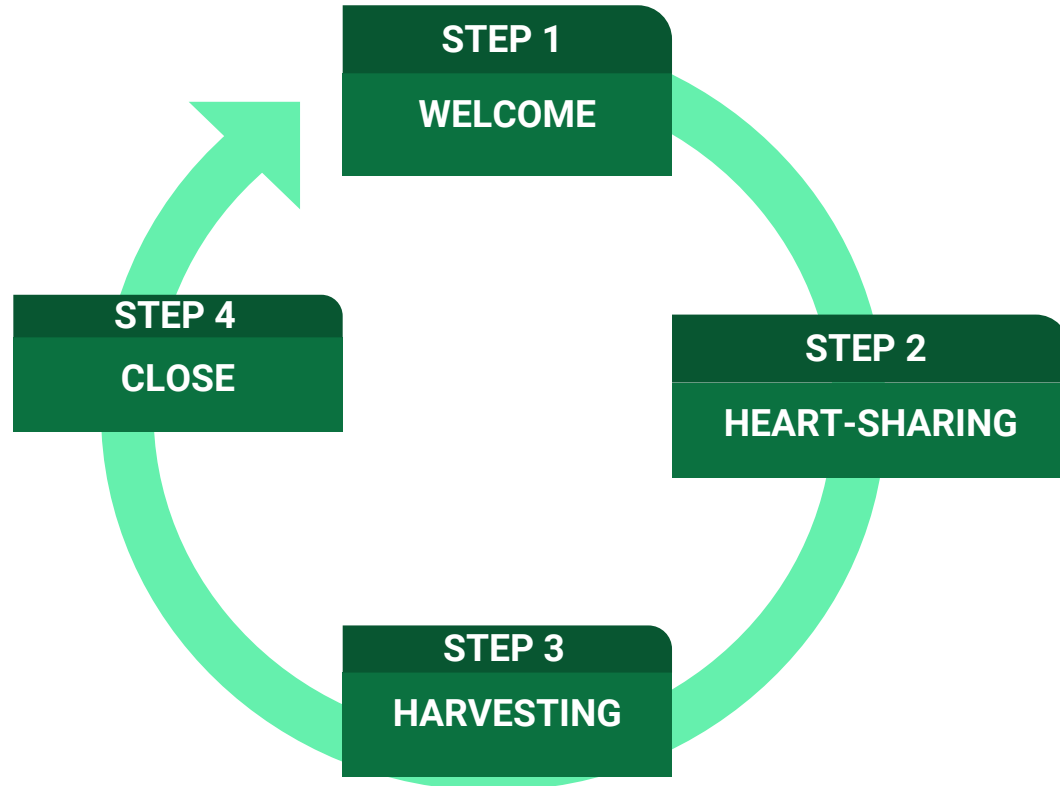 STEP 1
WELCOME
STEP 2
HEART-SHARING
STEP 3
HARVESTING
STEP 4
CLOSE